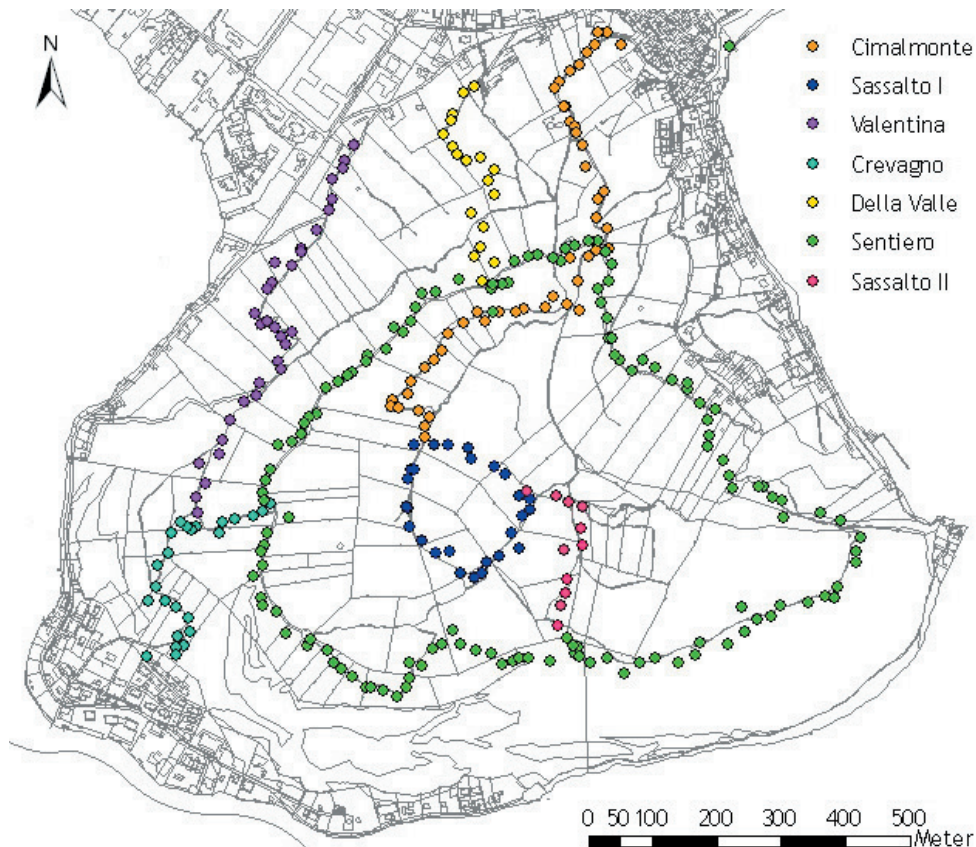 N
Cimalmonte
Sassalto I
Valentina
Crevagno
Della Valle
Sentiero
Sassalto II
0 50 100 200 300 400 500
Meter